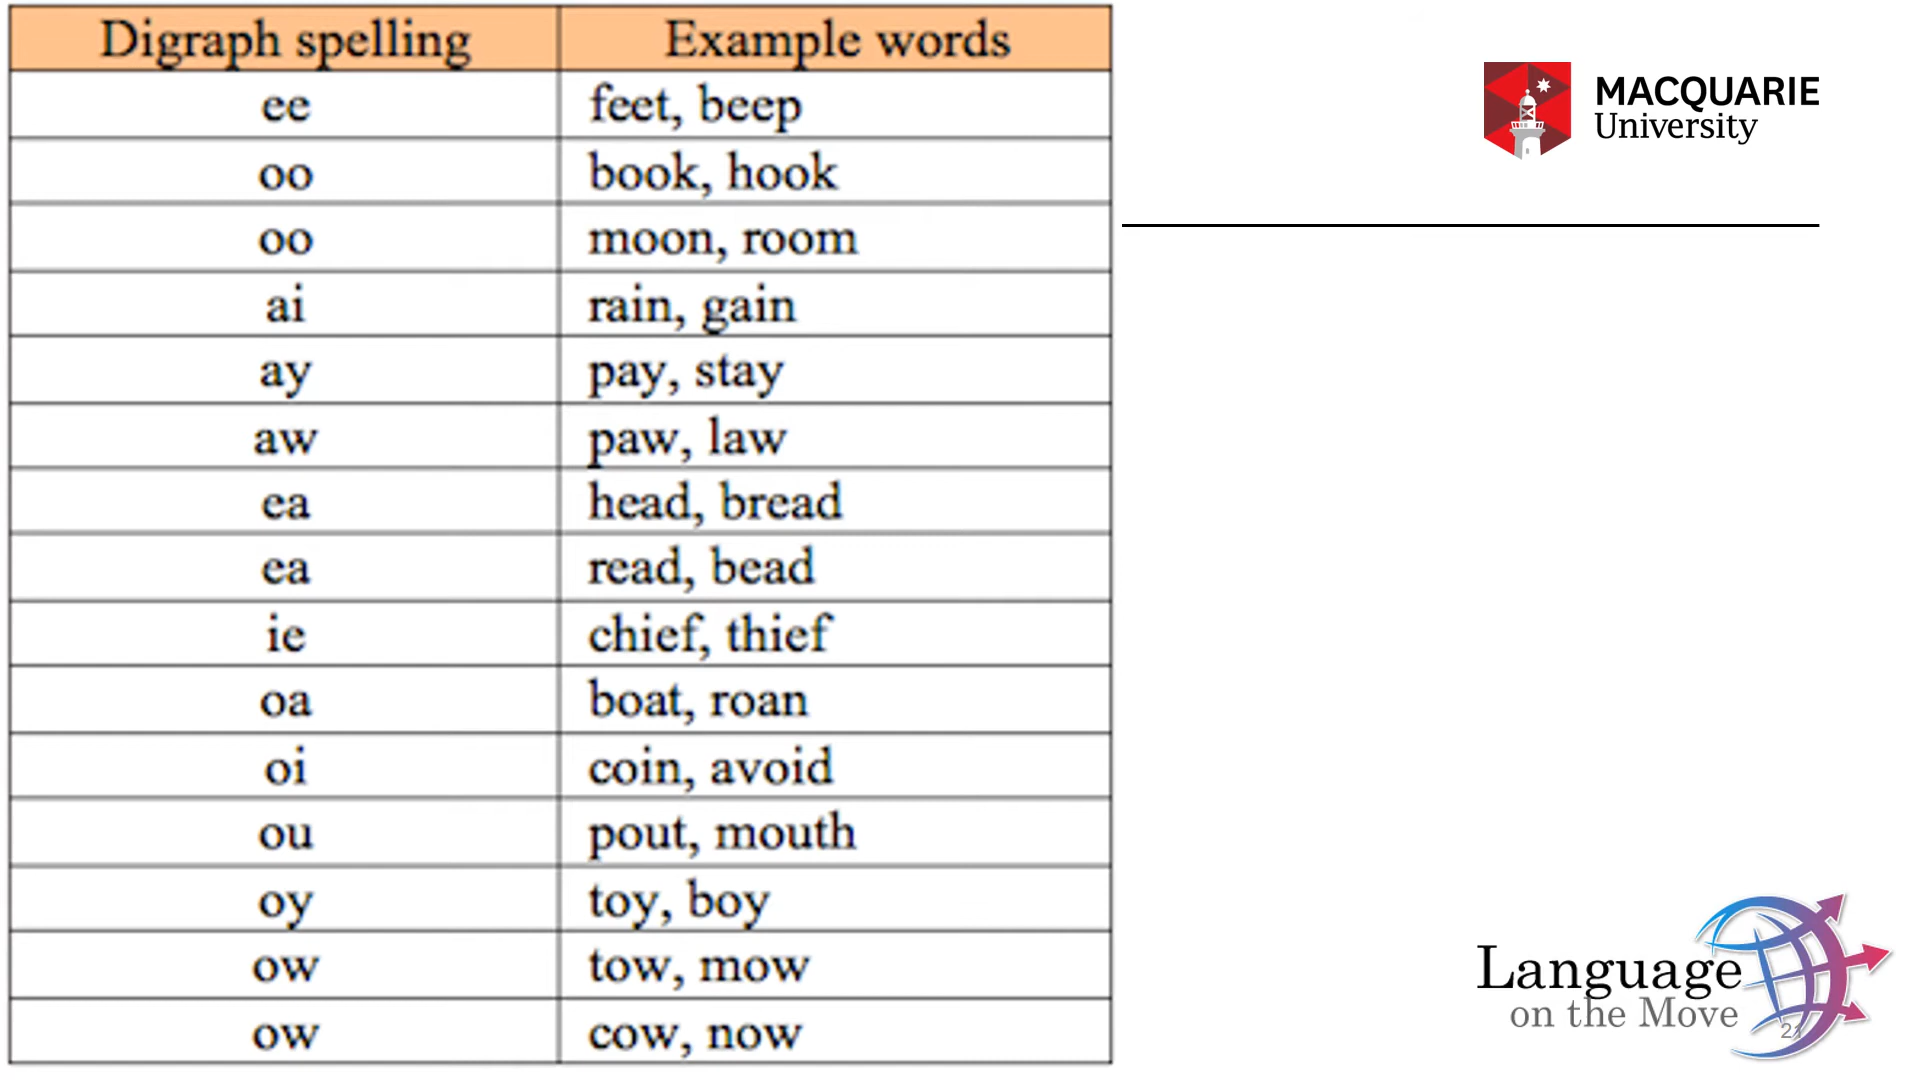 Digraph spelling Example words
ee feet, beep
oo book, hook
oo moon, room
ai rain, gain
ay pay, stay
aw paw, law
ea head, bread
ea read, bead
ie chief, thief
oa boat, roan
oi coin, avoid
ou pout, mouth
oy toy, boy
ow tow, mow
ow cow, now
MACQUARIE
University
Language
on the Move
21